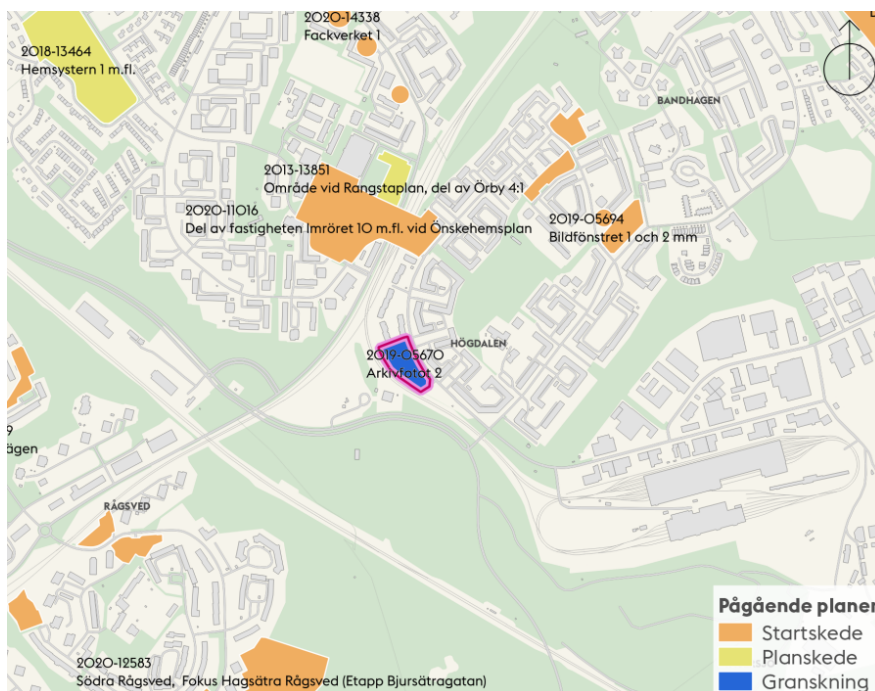 2020-14338
Fackverket 1
2018-13464
Hemsystern 1 m.fl.
BANDHAGEN
2013-13851
Område vid Rangstaplan, del av Örby 4:1
2020-11016
Del av fastigheten Imröret 10 m.fl. vid Önskehemsplan
2019-05694
Bildfönstret 1 och 2 mm
HÖGDALEN
2019-05670
Arkivfatot 2
9
ägen
RÅGSVED
Pågående planer
Startskede
Planskede
Granskning
2020-12583
Södra Rågsved, Fokus Hagsätra Rågsved (Etapp Bjursätragatan)